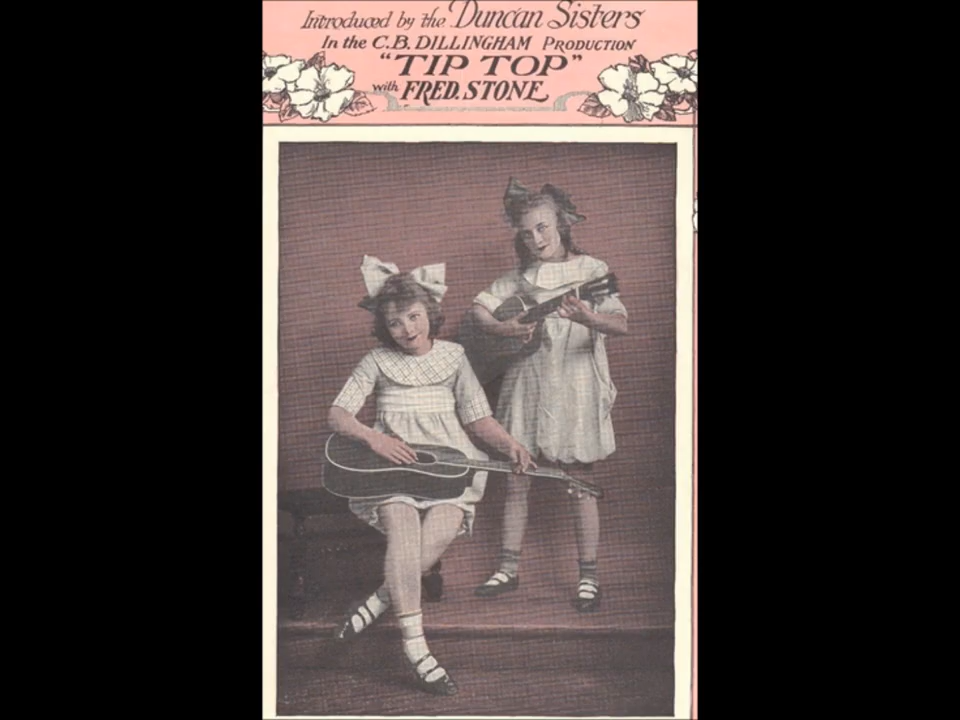 Introduced by the Duncan Sisters
In the C.B. DILLINGHAM PRODUCTION
"TIP TOP"
with FRED. STONE